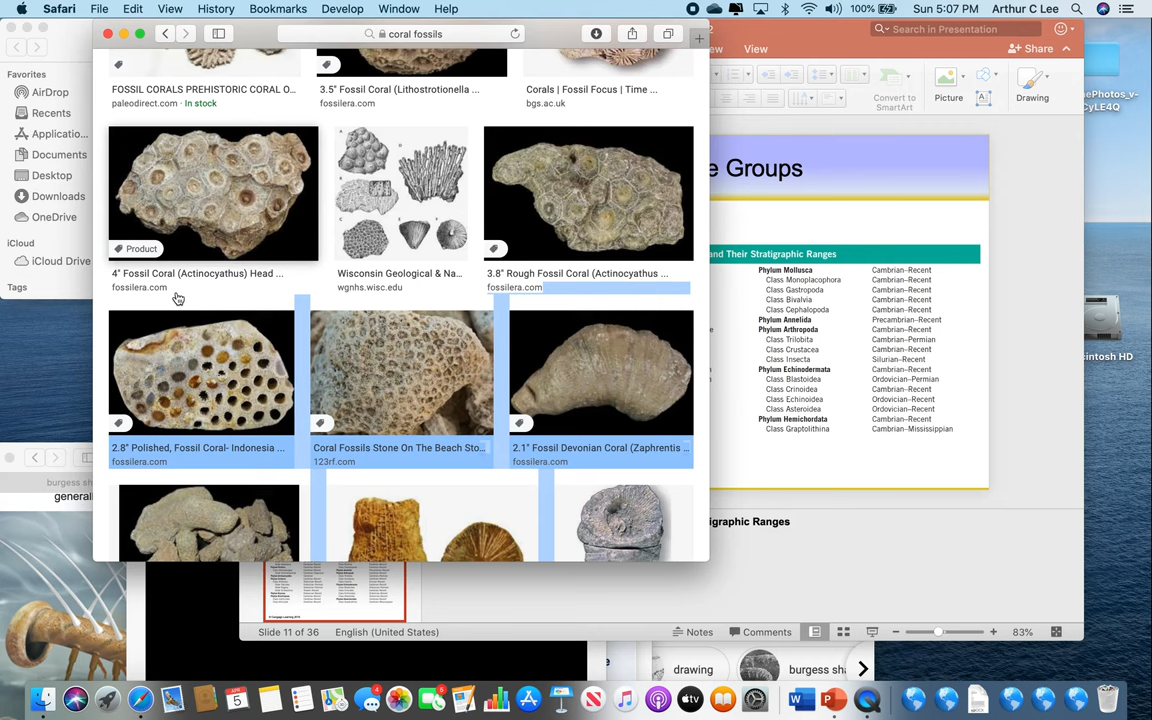 Safari File Edit View History Bookmarks Develop Window Help
100% Sun 5:07 PM Arthur C Lee
coral fossils
Search in Presentation
View
Share
Favorites
AirDrop
Recents
Applicatio...
Documents
Desktop
Downloads
OneDrive
iCloud
iCloud Drive
Tags
FOSSIL CORALS PREHISTORIC CORAL O...
paleodirect.com · In stock
3.5" Fossil Coral (Lithostrotionella ...
fossilera.com
Corals | Fossil Focus | Time ...
bgs.ac.uk
Product
4" Fossil Coral (Actinocyathus) Head ...
fossilera.com
Wisconsin Geological & Na...
wgnhs.wisc.edu
3.8" Rough Fossil Coral (Actinocyathus ...
fossilera.com
2.8" Polished, Fossil Coral- Indonesia ...
fossilera.com
Coral Fossils Stone On The Beach Sto...
123rf.com
2.1" Fossil Devonian Coral (Zaphrentis ...
fossilera.com
Convert to
SmartArt
Picture
Drawing
e Groups
and Their Stratigraphic Ranges
Phylum Mollusca Cambrian–Recent
Class Monoplacophora Cambrian–Recent
Class Gastropoda Cambrian–Recent
Class Bivalvia Cambrian–Recent
Class Cephalopoda Cambrian–Recent
Phylum Annelida Precambrian–Recent
Phylum Arthropoda Cambrian–Recent
Class Trilobita Cambrian–Permian
Class Crustacea Cambrian–Recent
Class Insecta Silurian–Recent
Phylum Echinodermata Cambrian–Recent
Class Blastoidea Ordovician–Permian
Class Crinoidea Cambrian–Recent
Class Echinoidea Ordovician–Recent
Class Asteroidea Ordovician–Recent
Phylum Hemichordata Cambrian–Recent
Class Graptolithina Cambrian–Mississippian
igraphic Ranges
burgess sh
general
Slide 11 of 36 English (United States)
Notes Comments 83%
drawing
burgess sha
CyLE4Q
cintosh HD
APR
5